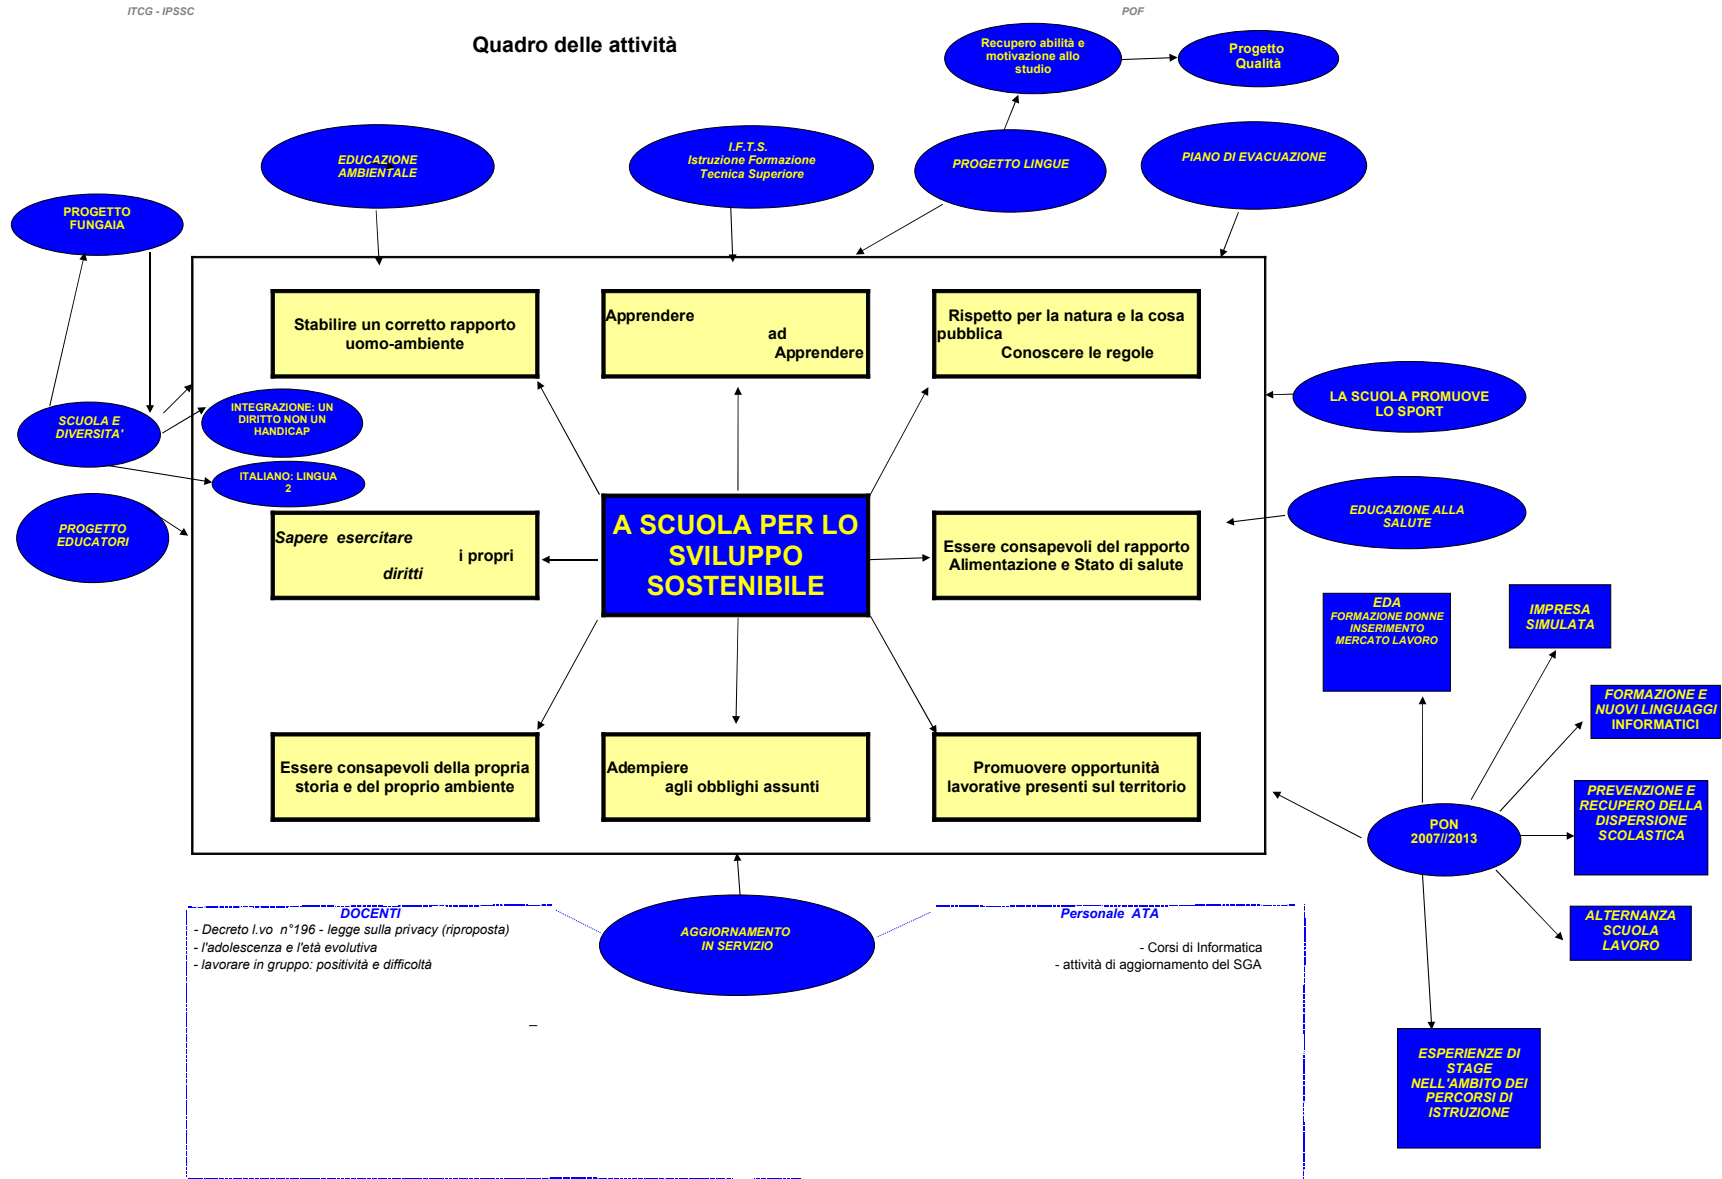 ITCG - IPSSC
POF
Quadro delle attività
Recupero abilità e
motivazione allo
studio
Progetto
Qualità
EDUCAZIONE
AMBIENTALE
I.F.T.S.
Istruzione Formazione
Tecnica Superiore
PROGETTO LINGUE
PIANO DI EVACUAZIONE
PROGETTO
FUNGAIA
Stabilire un corretto rapporto
uomo-ambiente
Apprendere
ad
Apprendere
Rispetto per la natura e la cosa
pubblica
Conoscere le regole
SCUOLA E
DIVERSITA'
INTEGRAZIONE: UN
DIRITTO NON UN
HANDICAP
ITALIANO: LINGUA
2
LA SCUOLA PROMUOVE
LO SPORT
PROGETTO
EDUCATORI
Sapere esercitare
i propri
diritti
A SCUOLA PER LO
SVILUPPO
SOSTENIBILE
Essere consapevoli del rapporto
Alimentazione e Stato di salute
EDUCAZIONE ALLA
SALUTE
EDA
FORMAZIONE DONNE
INSERIMENTO
MERCATO LAVORO
IMPRESA
SIMULATA
FORMAZIONE E
NUOVI LINGUAGGI
INFORMATICI
Essere consapevoli della propria
storia e del proprio ambiente
Adempiere
agli obblighi assunti
Promuovere opportunità
lavorative presenti sul territorio
PON
2007//2013
PREVENZIONE E
RECUPERO DELLA
DISPERSIONE
SCOLASTICA
ALTERNANZA
SCUOLA
LAVORO
DOCENTI
- Decreto l.vo n°196 - legge sulla privacy (riproposta)
- l'adolescenza e l'età evolutiva
- lavorare in gruppo: positività e difficoltà
–
AGGIORNAMENTO
IN SERVIZIO
Personale ATA
- Corsi di Informatica
- attività di aggiornamento del SGA
ESPERIENZE DI
STAGE
NELL'AMBITO DEI
PERCORSI DI
ISTRUZIONE